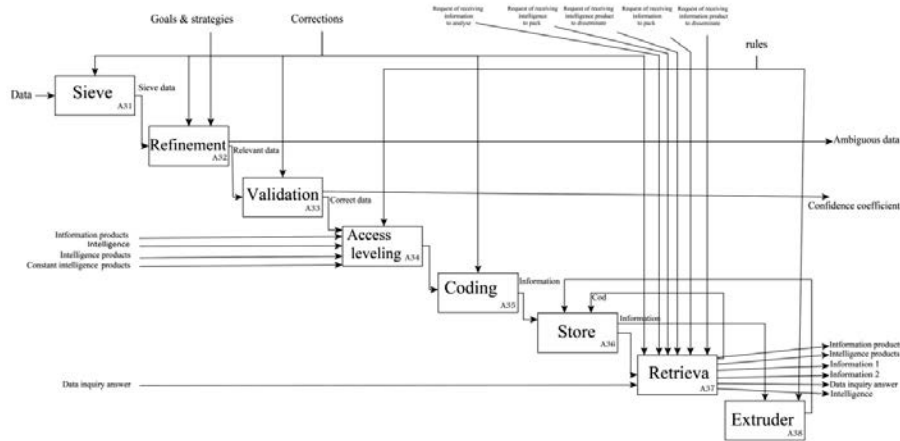 Goals & strategies
Corrections
Request of receiving
information
to analyse
Request of receiving
intelligence
to pack
Request of receiving
intelligence product
to disseminate
Request of receiving
information
to pack
Request of receiving
information product
to disseminate
rules
Data
Sieve
A31
Sieve data
Refinement
A32
Relevant data
Ambiguous data
Validation
A33
Correct data
Confidence coefficient
Intformation products
Intelligence
Intelligence products
Constant intelligence products
Access
leveling
A34
Coding
A35
Information
Cod
Store
A36
Information
Data inquiry answer
Retrieva
A37
Intformation product
Intelligence products
Information 1
Information 2
Data inquiry answer
Intelligence
Extruder
A38